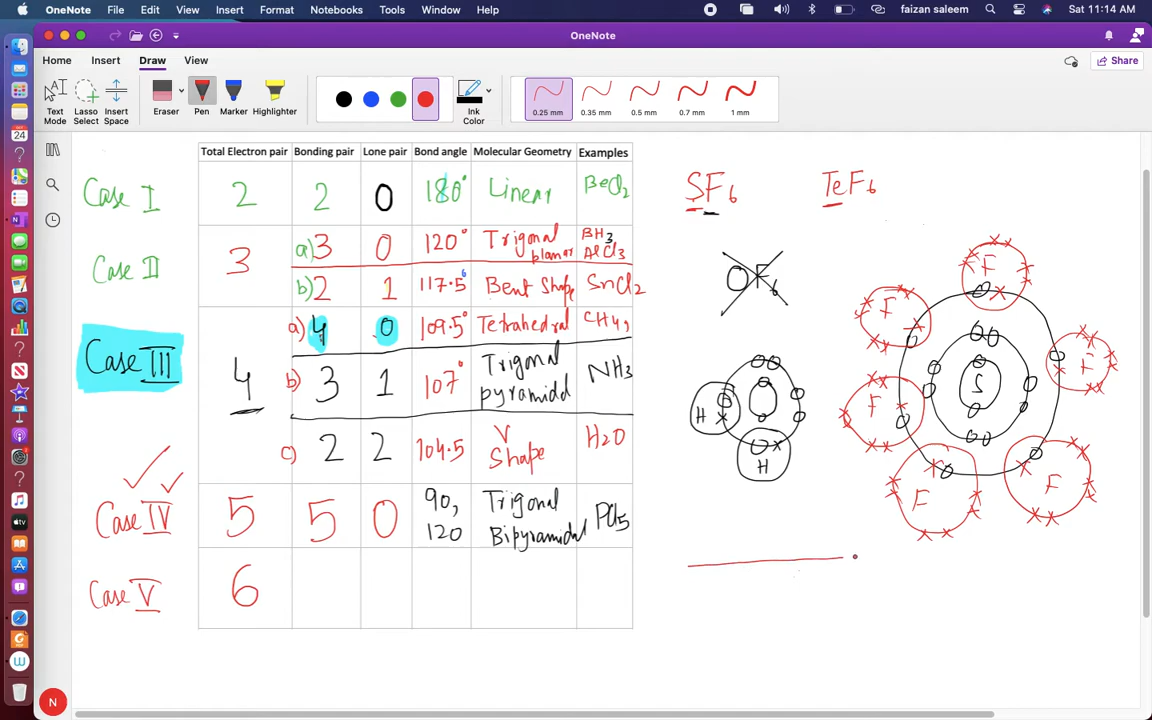 OneNote File Edit View Insert Format Notebooks Tools Window Help
faizan saleem Sat 11:14 AM
OneNote
Home Insert Draw View
Share
Text Mode
Lasso Select
Insert Space
Eraser
Pen
Marker
Highlighter
Ink Color
0.25 mm 0.35 mm 0.5 mm 0.7 mm 1 mm
OCT
24
Total Electron pair Bonding pair Lone pair Bond angle Molecular Geometry Examples
Case I 2 2 0 180° Linear BeCl2
Case II 3 a) 3 0 120° Trigonal planar BH3 AlCl3
b) 2 1 117.5° Bent Shape SnCl2
Case III 4 a) 4 0 109.5° Tetrahedral CH4,
b) 3 1 107° Trigonal pyramidal NH3
c) 2 2 104.5 V Shape H2O
Case IV 5 5 0 90, 120 Trigonal Bipyramidal PCl5
Case V 6
SF6 TeF6
OF6
H
H
S
F
F
F
F
F
F
N